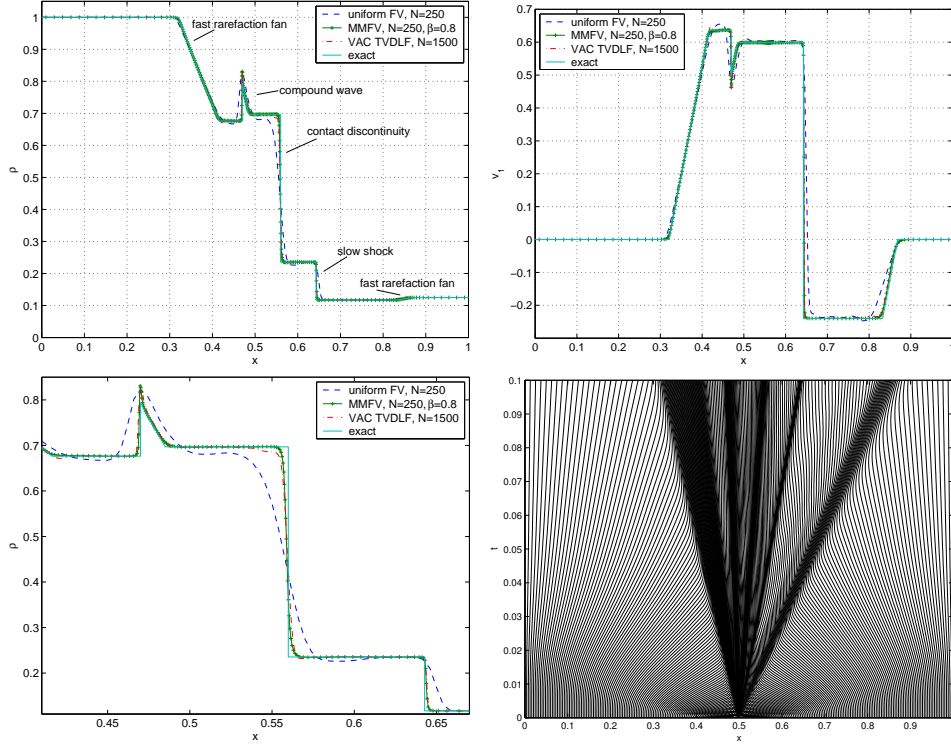 fast rarefaction fan
uniform FV, N=250
MMFV, N=250, β=0.8
VAC TVDLF, N=1500
exact
compound wave
contact discontinuity
slow shock
fast rarefaction fan
1
0.9
0.8
0.7
0.6
0.5
0.4
0.3
0.2
0.1
0
ρ
0 0.1 0.2 0.3 0.4 0.5 0.6 0.7 0.8 0.9 1
x
uniform FV, N=250
MMFV, N=250, β=0.8
VAC TVDLF, N=1500
exact
0.6
0.5
0.4
0.3
0.2
0.1
0
−0.1
−0.2
v1
0 0.1 0.2 0.3 0.4 0.5 0.6 0.7 0.8 0.9 1
x
uniform FV, N=250
MMFV, N=250, β=0.8
VAC TVDLF, N=1500
exact
0.8
0.7
0.6
0.5
0.4
0.3
0.2
ρ
0.45 0.5 0.55 0.6 0.65
x
0.1
0.09
0.08
0.07
0.06
0.05
0.04
0.03
0.02
0.01
0
t
0 0.1 0.2 0.3 0.4 0.5 0.6 0.7 0.8 0.9
x